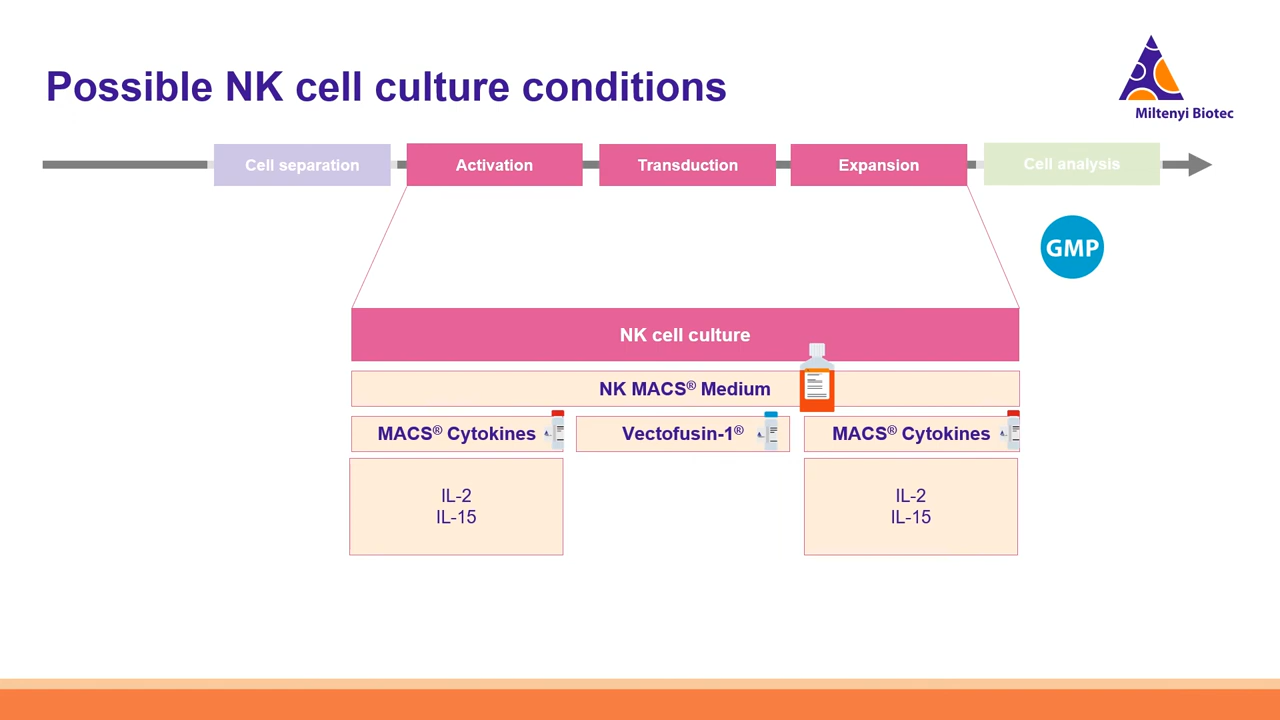 Possible NK cell culture conditions
Miltenyi Biotec
Cell separation
Activation
Transduction
Expansion
Cell analysis
GMP
NK cell culture
NK MACS® Medium
MACS® Cytokines
Vectofusin-1®
MACS® Cytokines
IL-2
IL-15
IL-2
IL-15